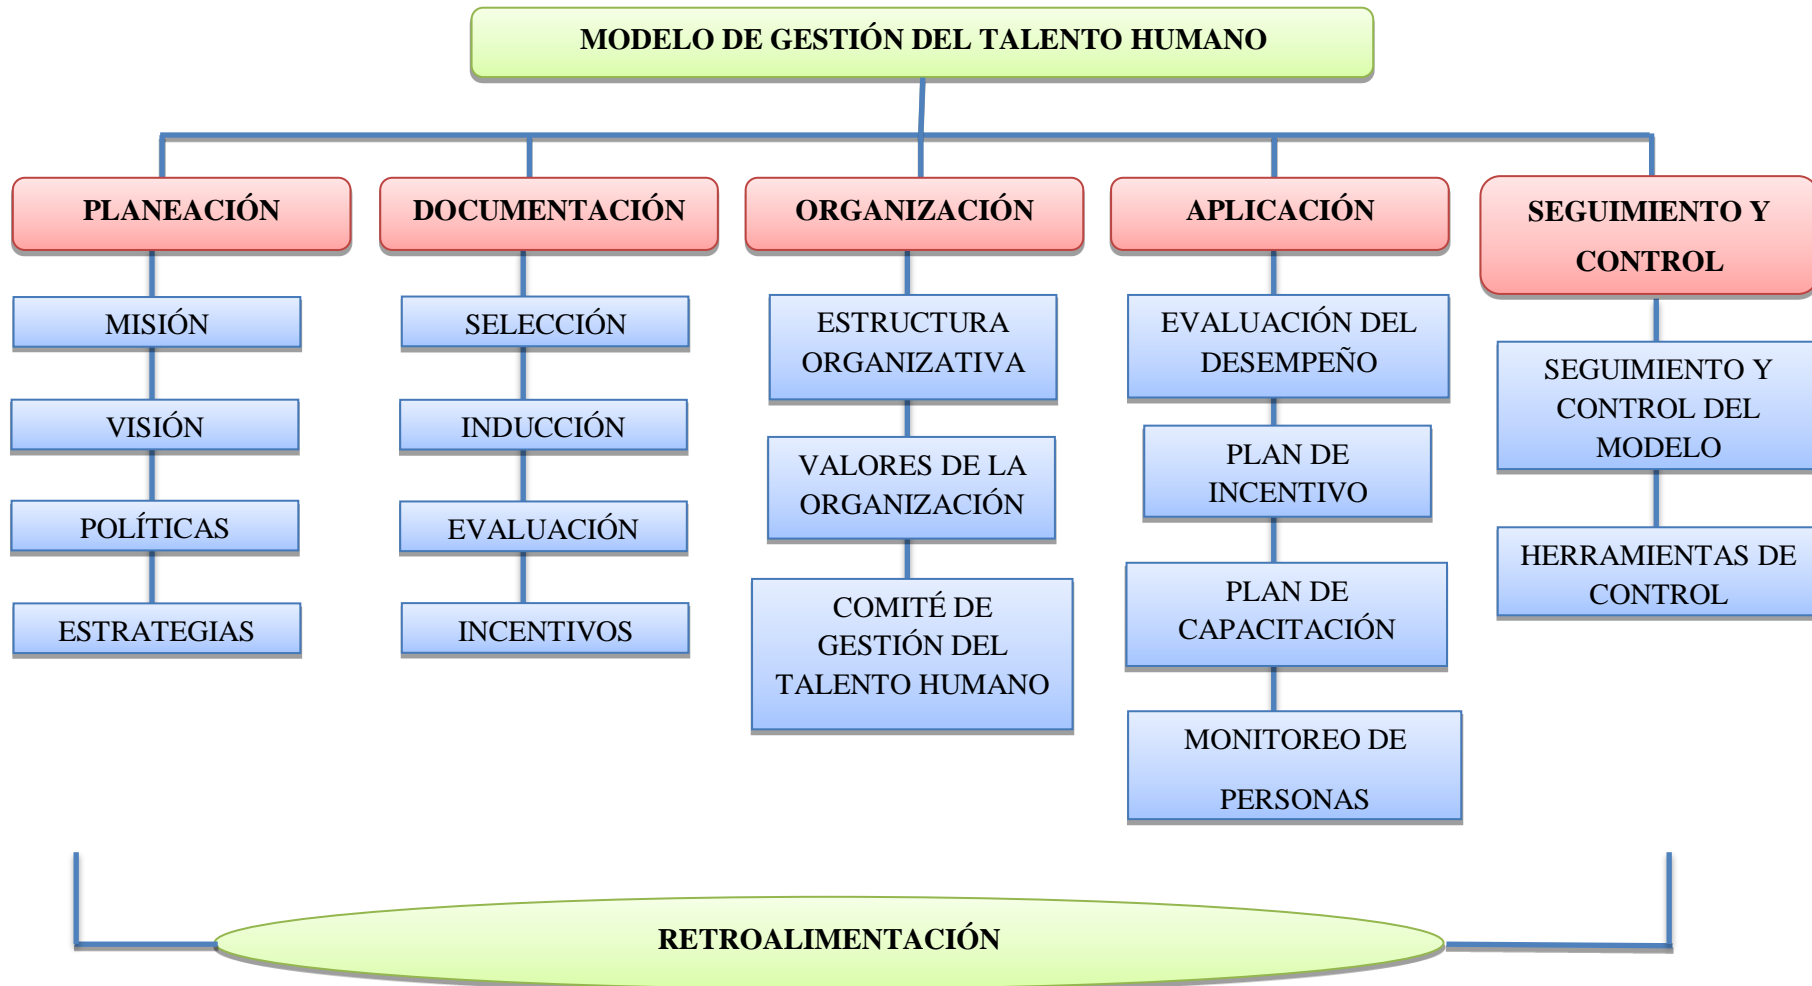 MODELO DE GESTIÓN DEL TALENTO HUMANO
PLANEACIÓN
MISIÓN
VISIÓN
POLÍTICAS
ESTRATEGIAS
DOCUMENTACIÓN
SELECCIÓN
INDUCCIÓN
EVALUACIÓN
INCENTIVOS
ORGANIZACIÓN
ESTRUCTURA
ORGANIZATIVA
VALORES DE LA
ORGANIZACIÓN
COMITÉ DE
GESTIÓN DEL
TALENTO HUMANO
APLICACIÓN
EVALUACIÓN DEL
DESEMPEÑO
PLAN DE
INCENTIVO
PLAN DE
CAPACITACIÓN
MONITOREO DE
PERSONAS
SEGUIMIENTO Y
CONTROL
SEGUIMIENTO Y
CONTROL DEL
MODELO
HERRAMIENTAS DE
CONTROL
RETROALIMENTACIÓN